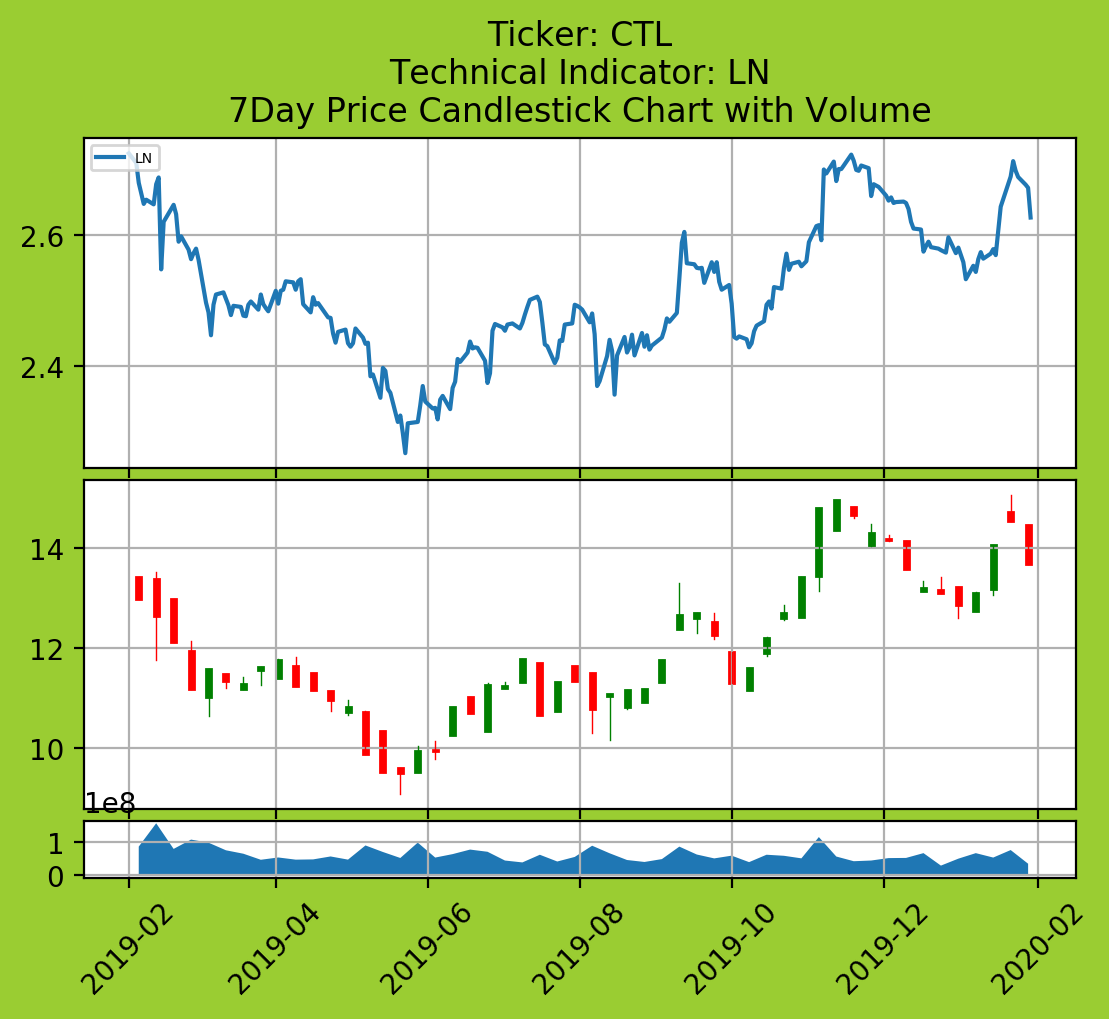 Ticker: CTL
Technical Indicator: LN
7Day Price Candlestick Chart with Volume
LN
2.6
2.4
14
12
10
1e8
1
0
2019-02
2019-04
2019-06
2019-08
2019-10
2019-12
2020-02